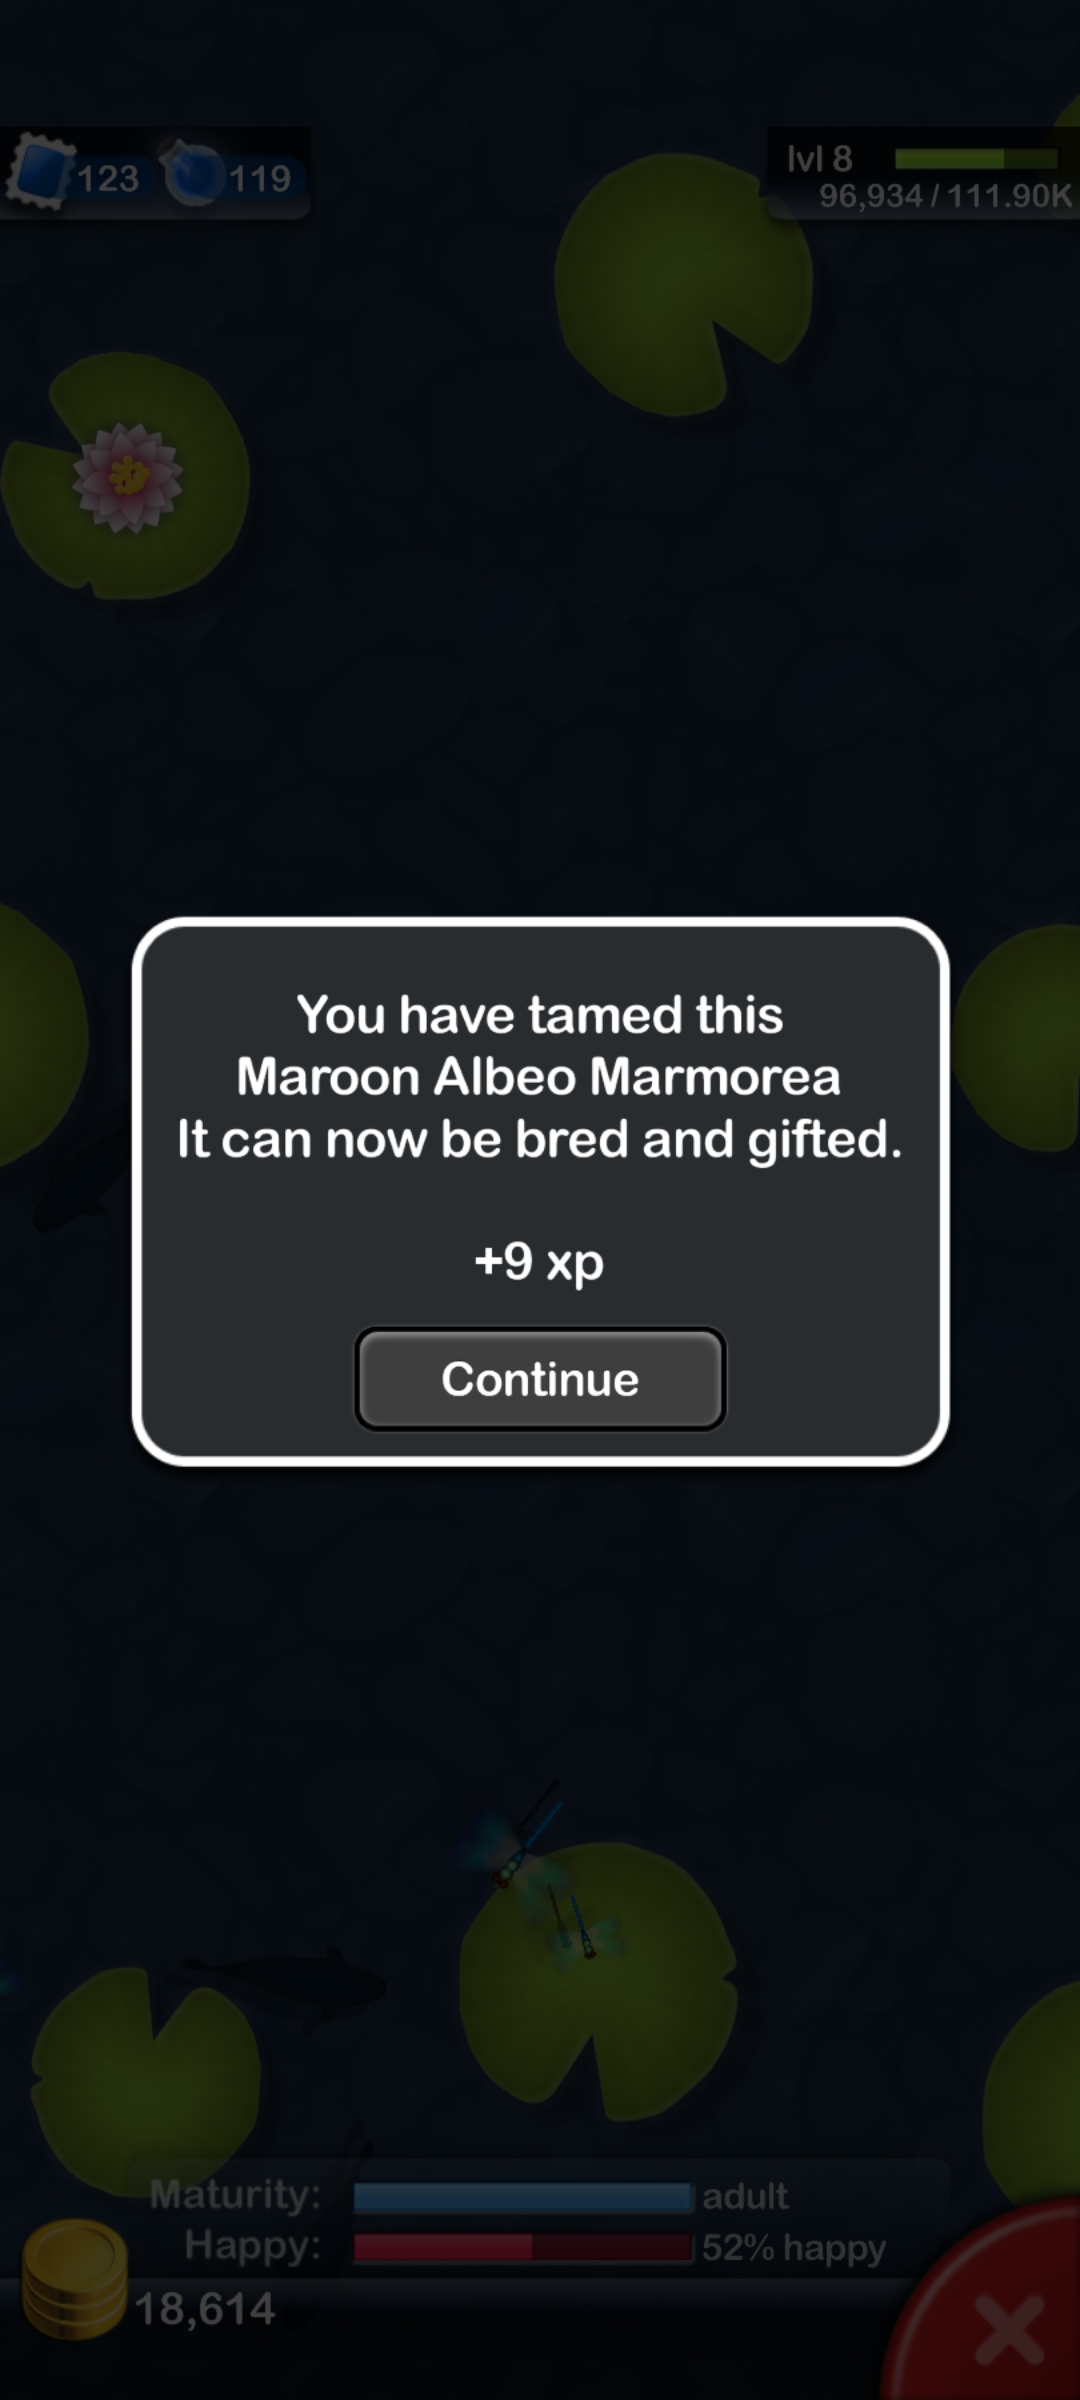 123
119
lvl 8
96,934 / 111.90K
You have tamed this
Maroon Albeo Marmorea
It can now be bred and gifted.
+9 xp
Continue
Maturity: adult
Happy: 52% happy
18,614